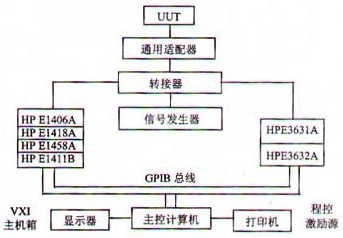 UUT
通用适配器
转接器
信号发生器
HP E1406A
HP E1418A
HP E1458A
HP E1411B
HPE3631A
HPE3632A
GPIB 总线
VXI
主机箱
显示器
主控计算机
打印机
程控
激励源